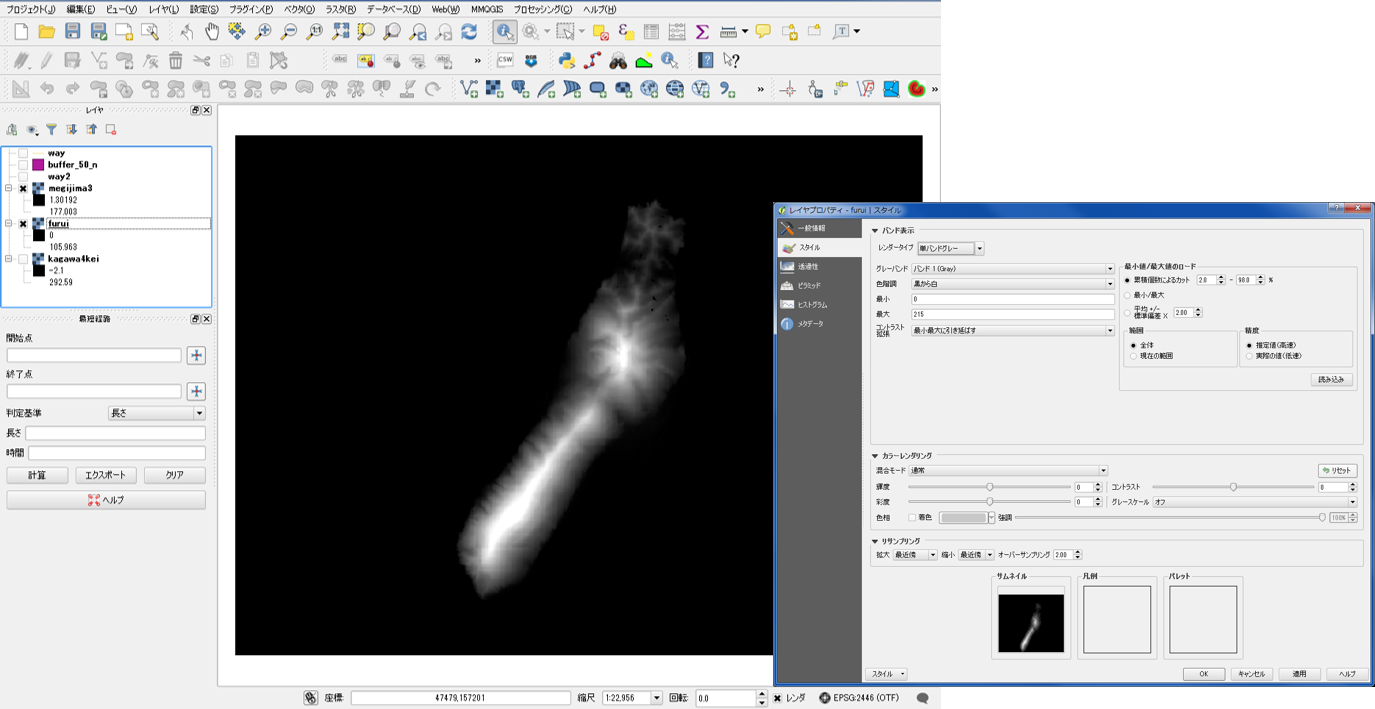 プロジェクト(J) 編集(E) ビュー(V) レイヤ(L) 設定(S) プラグイン(P) ベクタ(O) ラスタ(R) データベース(D) Web(W) MMQGIS プロセッシング(C) ヘルプ(H)
レイヤ
way
buffer_50_n
way2
megijima3
1.30192
177.003
furui
0
105.963
kagawa4kei
-2.1
292.59
最短経路
開始点
終了点
判定基準 長さ
長さ
時間
計算 エクスポート クリア
ヘルプ
座標: 47479,157201 縮尺 1:22,956 回転: 0.0 レンダ EPSG:2446 (OTF)
レイヤプロパティ - furui | スタイル
一般情報
スタイル
透過性
ピラミッド
ヒストグラム
メタデータ
バンド表示
レンダータイプ 単バンドグレー
グレーバンド バンド 1 (Gray)
色階調 黒から白
最小 0
最大 215
コントラスト拡張 最小最大に引き延ばす
最小値/最大値のロード
累積個数によるカット 2.0 - 98.0 %
最小/最大
平均 +/-
標準偏差 X 2.00
範囲
全体
現在の範囲
精度
推定値(高速)
実際の値(低速)
読み込み
カラーレンダリング
混合モード 通常 リセット
輝度 0 コントラスト 0
彩度 0 グレースケール オフ
色相 着色 強調 100%
リサンプリング
拡大 最近傍 縮小 最近傍 オーバーサンプリング 2.00
サムネイル 凡例 パレット
スタイル OK キャンセル 適用 ヘルプ